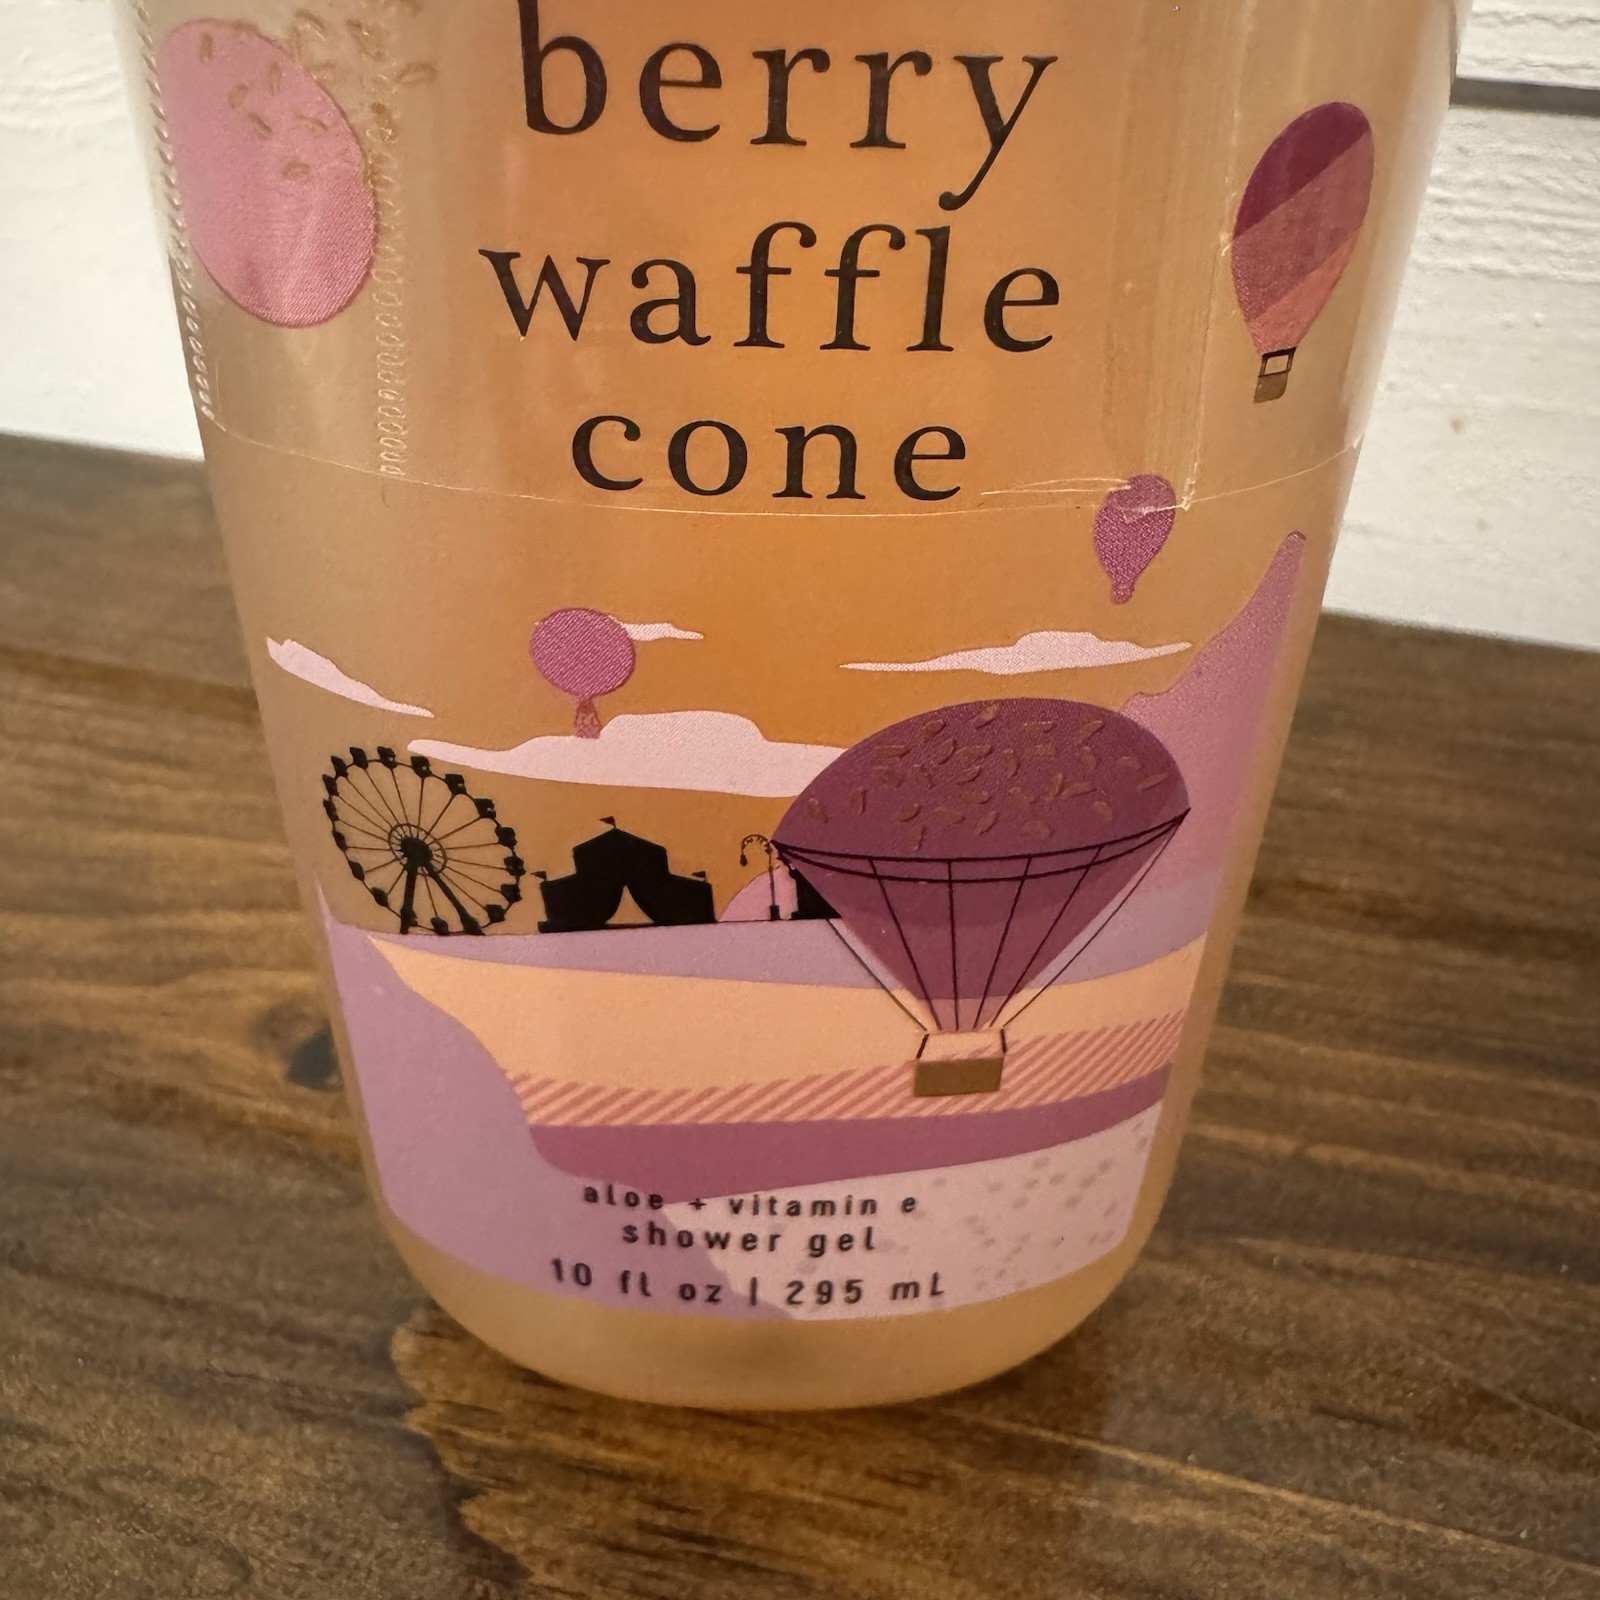 berry
waffle
cone
aloe + vitamin e
shower gel
10 fl oz | 295 mL